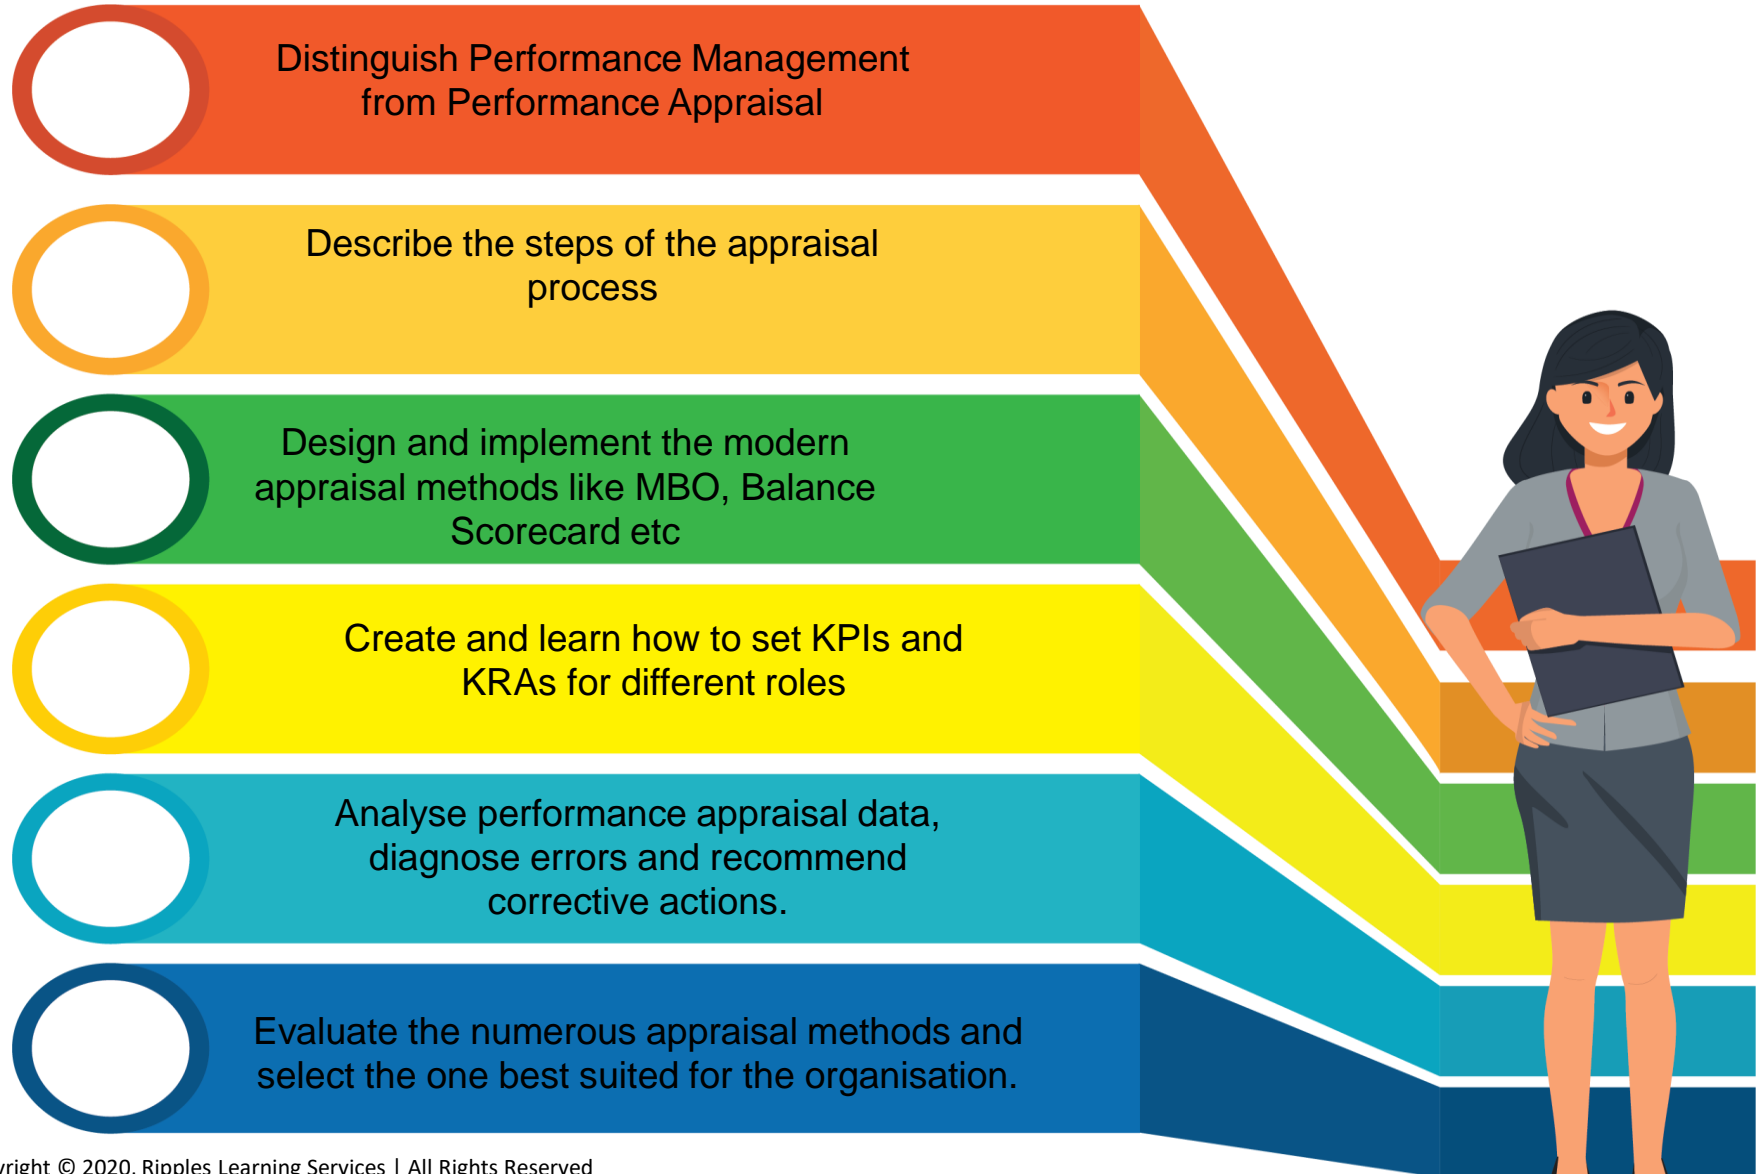 Distinguish Performance Management
from Performance Appraisal
Describe the steps of the appraisal
process
Design and implement the modern
appraisal methods like MBO, Balance
Scorecard etc
Create and learn how to set KPIs and
KRAs for different roles
Analyse performance appraisal data,
diagnose errors and recommend
corrective actions.
Evaluate the numerous appraisal methods and
select the one best suited for the organisation.
yright © 2020. Ripples Learning Services | All Rights Reserved